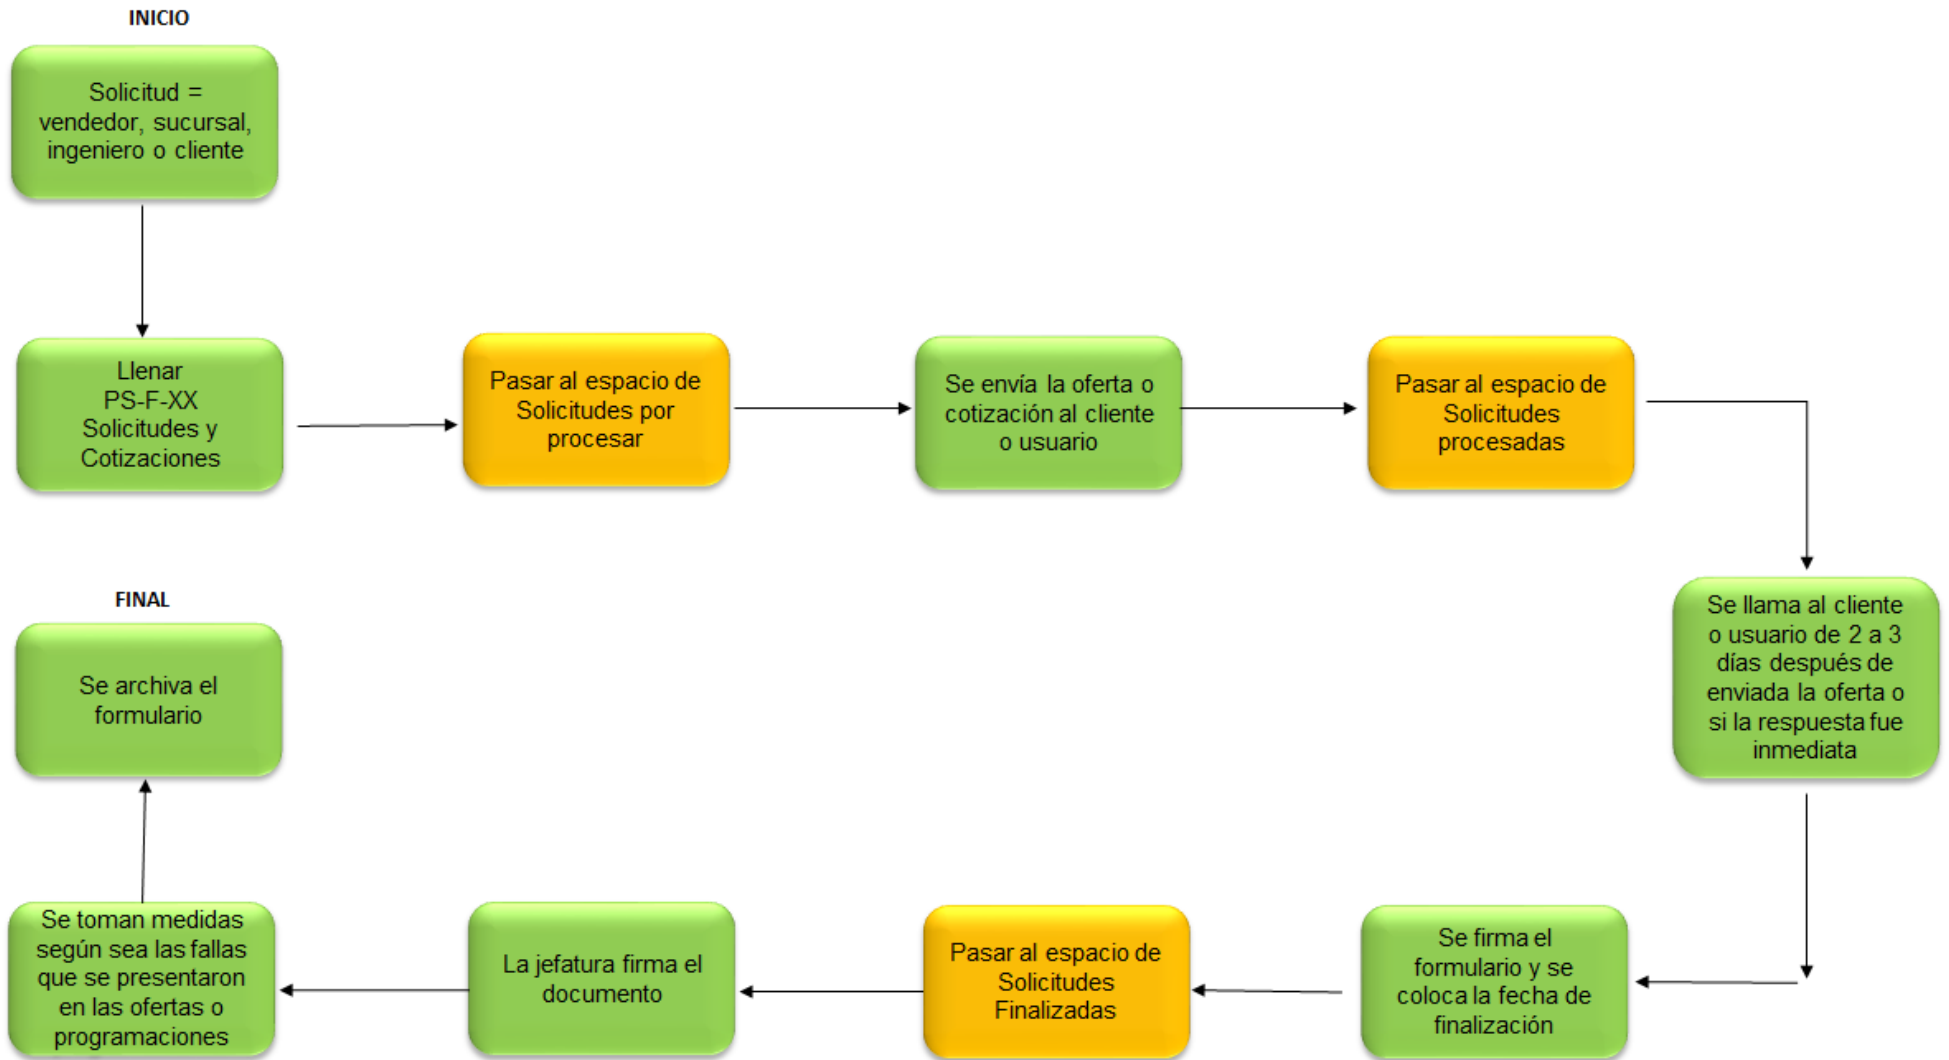 INICIO
Solicitud =
vendedor, sucursal,
ingeniero o cliente
Llenar
PS-F-XX
Solicitudes y
Cotizaciones
Pasar al espacio de
Solicitudes por
procesar
Se envía la oferta o
cotización al cliente
o usuario
Pasar al espacio de
Solicitudes
procesadas
Se llama al cliente
o usuario de 2 a 3
días después de
enviada la oferta o
si la respuesta fue
inmediata
Se firma el
formulario y se
coloca la fecha de
finalización
Pasar al espacio de
Solicitudes
Finalizadas
La jefatura firma el
documento
Se toman medidas
según sea las fallas
que se presentaron
en las ofertas o
programaciones
FINAL
Se archiva el
formulario